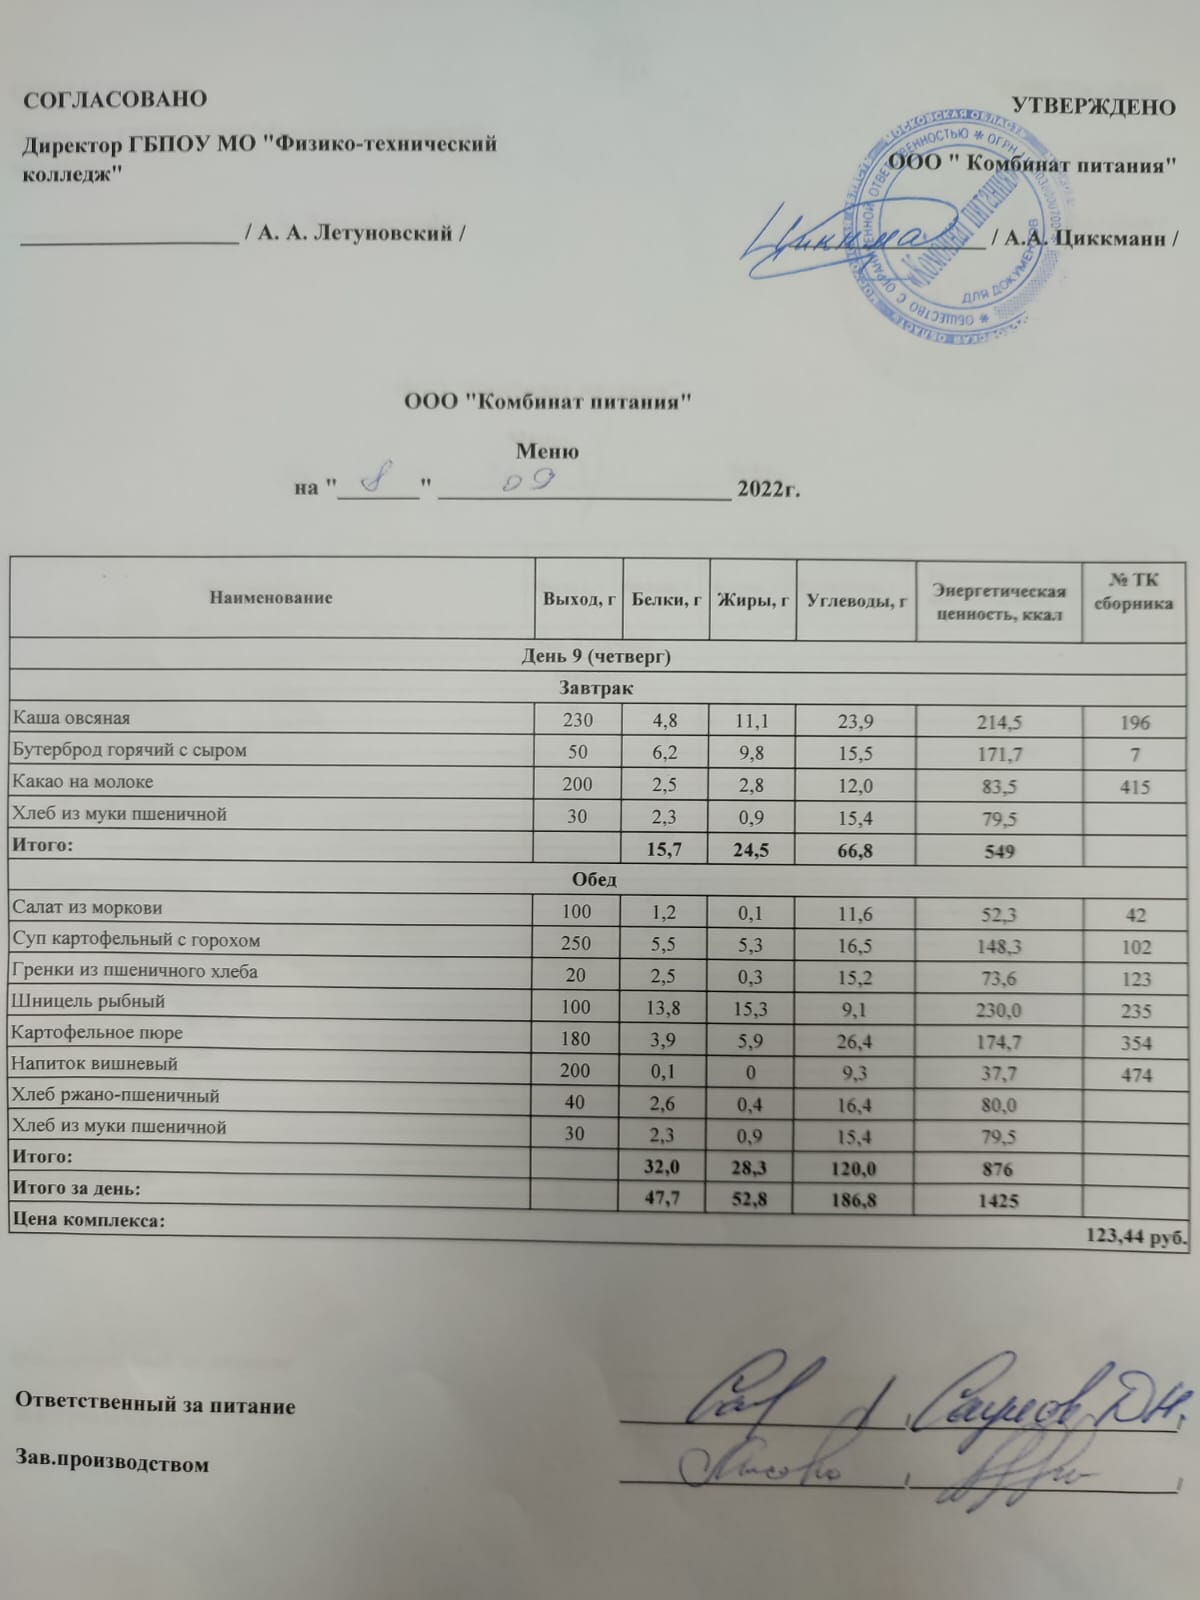 СОГЛАСОВАНО
Директор ГБПОУ МО "Физико-технический
колледж"
/ А. А. Летуновский /
УТВЕРЖДЕНО
ООО " Комбинат питания"
/ А.А. Циккманн /
МОСКОВСКАЯ ОБЛАСТЬ
ОБЩЕСТВО С ОГРАНИЧЕННОЙ ОТВЕТСТВЕННОСТЬЮ * ОГРН
«Комбинат питания»
ДЛЯ ДОКУМЕНТОВ
ООО "Комбинат питания"
Меню
на " 8 " 09 2022г.
Наименование Выход, г Белки, г Жиры, г Углеводы, г Энергетическая ценность, ккал № ТК сборника
День 9 (четверг)
Завтрак
Каша овсяная 230 4,8 11,1 23,9 214,5 196
Бутерброд горячий с сыром 50 6,2 9,8 15,5 171,7 7
Какао на молоке 200 2,5 2,8 12,0 83,5 415
Хлеб из муки пшеничной 30 2,3 0,9 15,4 79,5
Итого: 15,7 24,5 66,8 549
Обед
Салат из моркови 100 1,2 0,1 11,6 52,3 42
Суп картофельный с горохом 250 5,5 5,3 16,5 148,3 102
Гренки из пшеничного хлеба 20 2,5 0,3 15,2 73,6 123
Шницель рыбный 100 13,8 15,3 9,1 230,0 235
Картофельное пюре 180 3,9 5,9 26,4 174,7 354
Напиток вишневый 200 0,1 0 9,3 37,7 474
Хлеб ржано-пшеничный 40 2,6 0,4 16,4 80,0
Хлеб из муки пшеничной 30 2,3 0,9 15,4 79,5
Итого: 32,0 28,3 120,0 876
Итого за день: 47,7 52,8 186,8 1425
Цена комплекса: 123,44 руб.
Ответственный за питание
Зав.производством